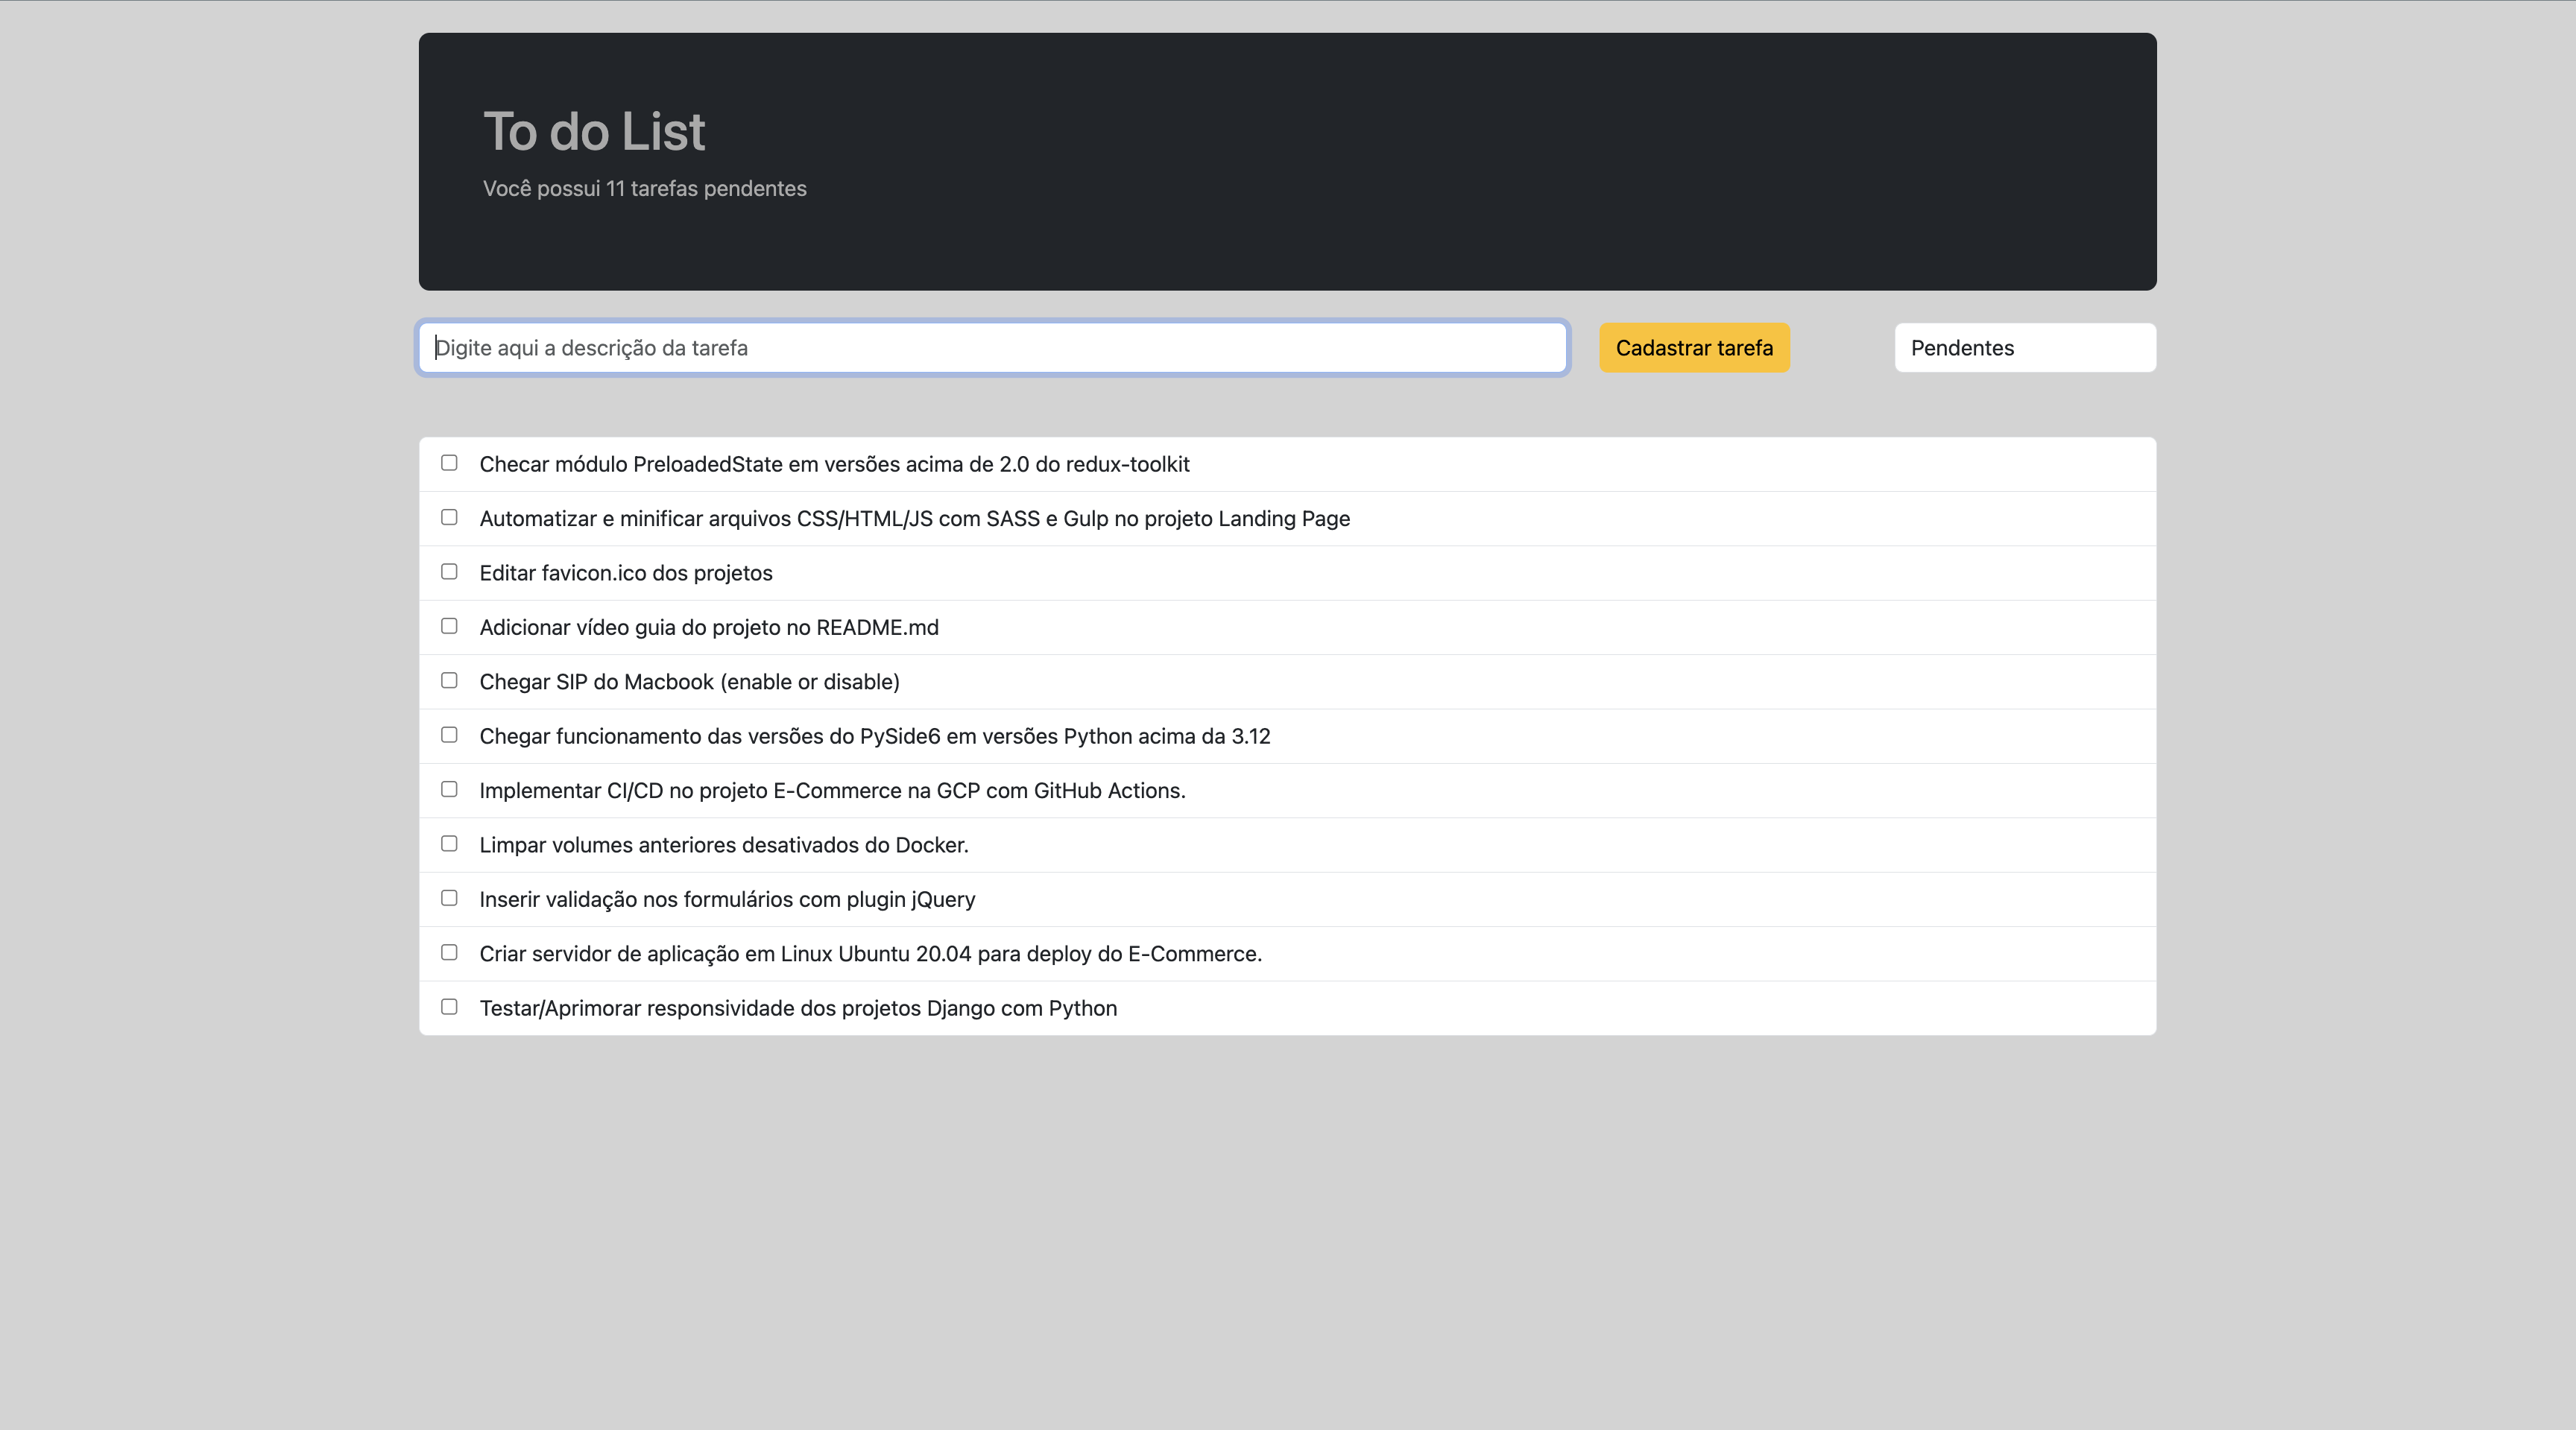 To do List
Você possui 11 tarefas pendentes
Digite aqui a descrição da tarefa
Cadastrar tarefa
Pendentes
Checar módulo PreloadedState em versões acima de 2.0 do redux-toolkit
Automatizar e minificar arquivos CSS/HTML/JS com SASS e Gulp no projeto Landing Page
Editar favicon.ico dos projetos
Adicionar vídeo guia do projeto no README.md
Chegar SIP do Macbook (enable or disable)
Chegar funcionamento das versões do PySide6 em versões Python acima da 3.12
Implementar CI/CD no projeto E-Commerce na GCP com GitHub Actions.
Limpar volumes anteriores desativados do Docker.
Inserir validação nos formulários com plugin jQuery
Criar servidor de aplicação em Linux Ubuntu 20.04 para deploy do E-Commerce.
Testar/Aprimorar responsividade dos projetos Django com Python